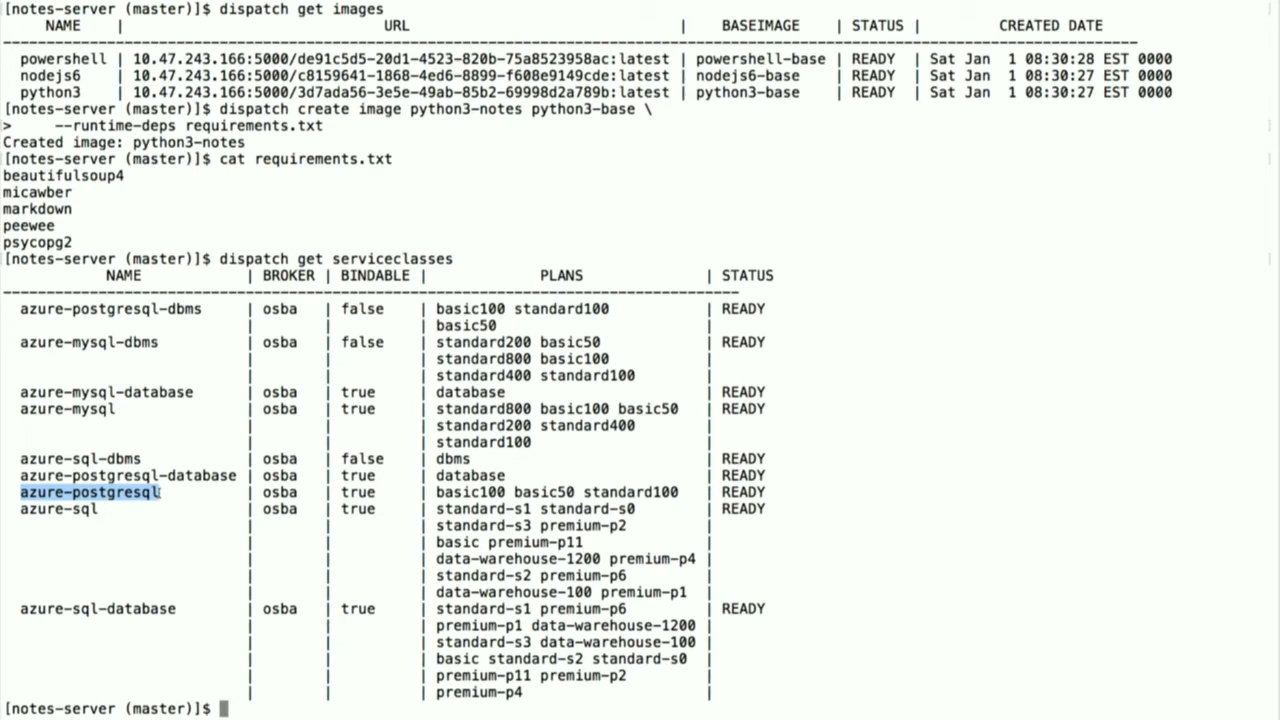 [notes-server (master)]$ dispatch get images
NAME | URL | BASEIMAGE | STATUS | CREATED DATE
--------------------------------------------------------------------------------
powershell | 10.47.243.166:5000/de91c5d5-20d1-4523-820b-75a8523958ac:latest | powershell-base | READY | Sat Jan 1 08:30:28 EST 0000
nodejs6 | 10.47.243.166:5000/c8159641-1868-4ed6-8899-f608e9149cde:latest | nodejs6-base | READY | Sat Jan 1 08:30:27 EST 0000
python3 | 10.47.243.166:5000/3d7ada56-3e5e-49ab-85b2-69998d2a789b:latest | python3-base | READY | Sat Jan 1 08:30:27 EST 0000
[notes-server (master)]$ dispatch create image python3-notes python3-base \
> --runtime-deps requirements.txt
Created image: python3-notes
[notes-server (master)]$ cat requirements.txt
beautifulsoup4
micawber
markdown
peewee
psycopg2
[notes-server (master)]$ dispatch get serviceclasses
NAME | BROKER | BINDABLE | PLANS | STATUS
--------------------------------------------------------------------------------
azure-postgresql-dbms | osba | false | basic100 standard100 | READY
| | | basic50 |
azure-mysql-dbms | osba | false | standard200 basic50 | READY
| | | standard800 basic100 |
| | | standard400 standard100 |
azure-mysql-database | osba | true | database | READY
azure-mysql | osba | true | standard800 basic100 basic50 | READY
| | | standard200 standard400 |
| | | standard100 |
azure-sql-dbms | osba | false | dbms | READY
azure-postgresql-database | osba | true | database | READY
azure-postgresql | osba | true | basic100 basic50 standard100 | READY
azure-sql | osba | true | standard-s1 standard-s0 | READY
| | | standard-s3 premium-p2 |
| | | basic premium-p11 |
| | | data-warehouse-1200 premium-p4 |
| | | standard-s2 premium-p6 |
| | | data-warehouse-100 premium-p1 |
azure-sql-database | osba | true | standard-s1 premium-p6 | READY
| | | premium-p1 data-warehouse-1200 |
| | | standard-s3 data-warehouse-100 |
| | | basic standard-s2 standard-s0 |
| | | premium-p11 premium-p2 |
| | | premium-p4 |
[notes-server (master)]$